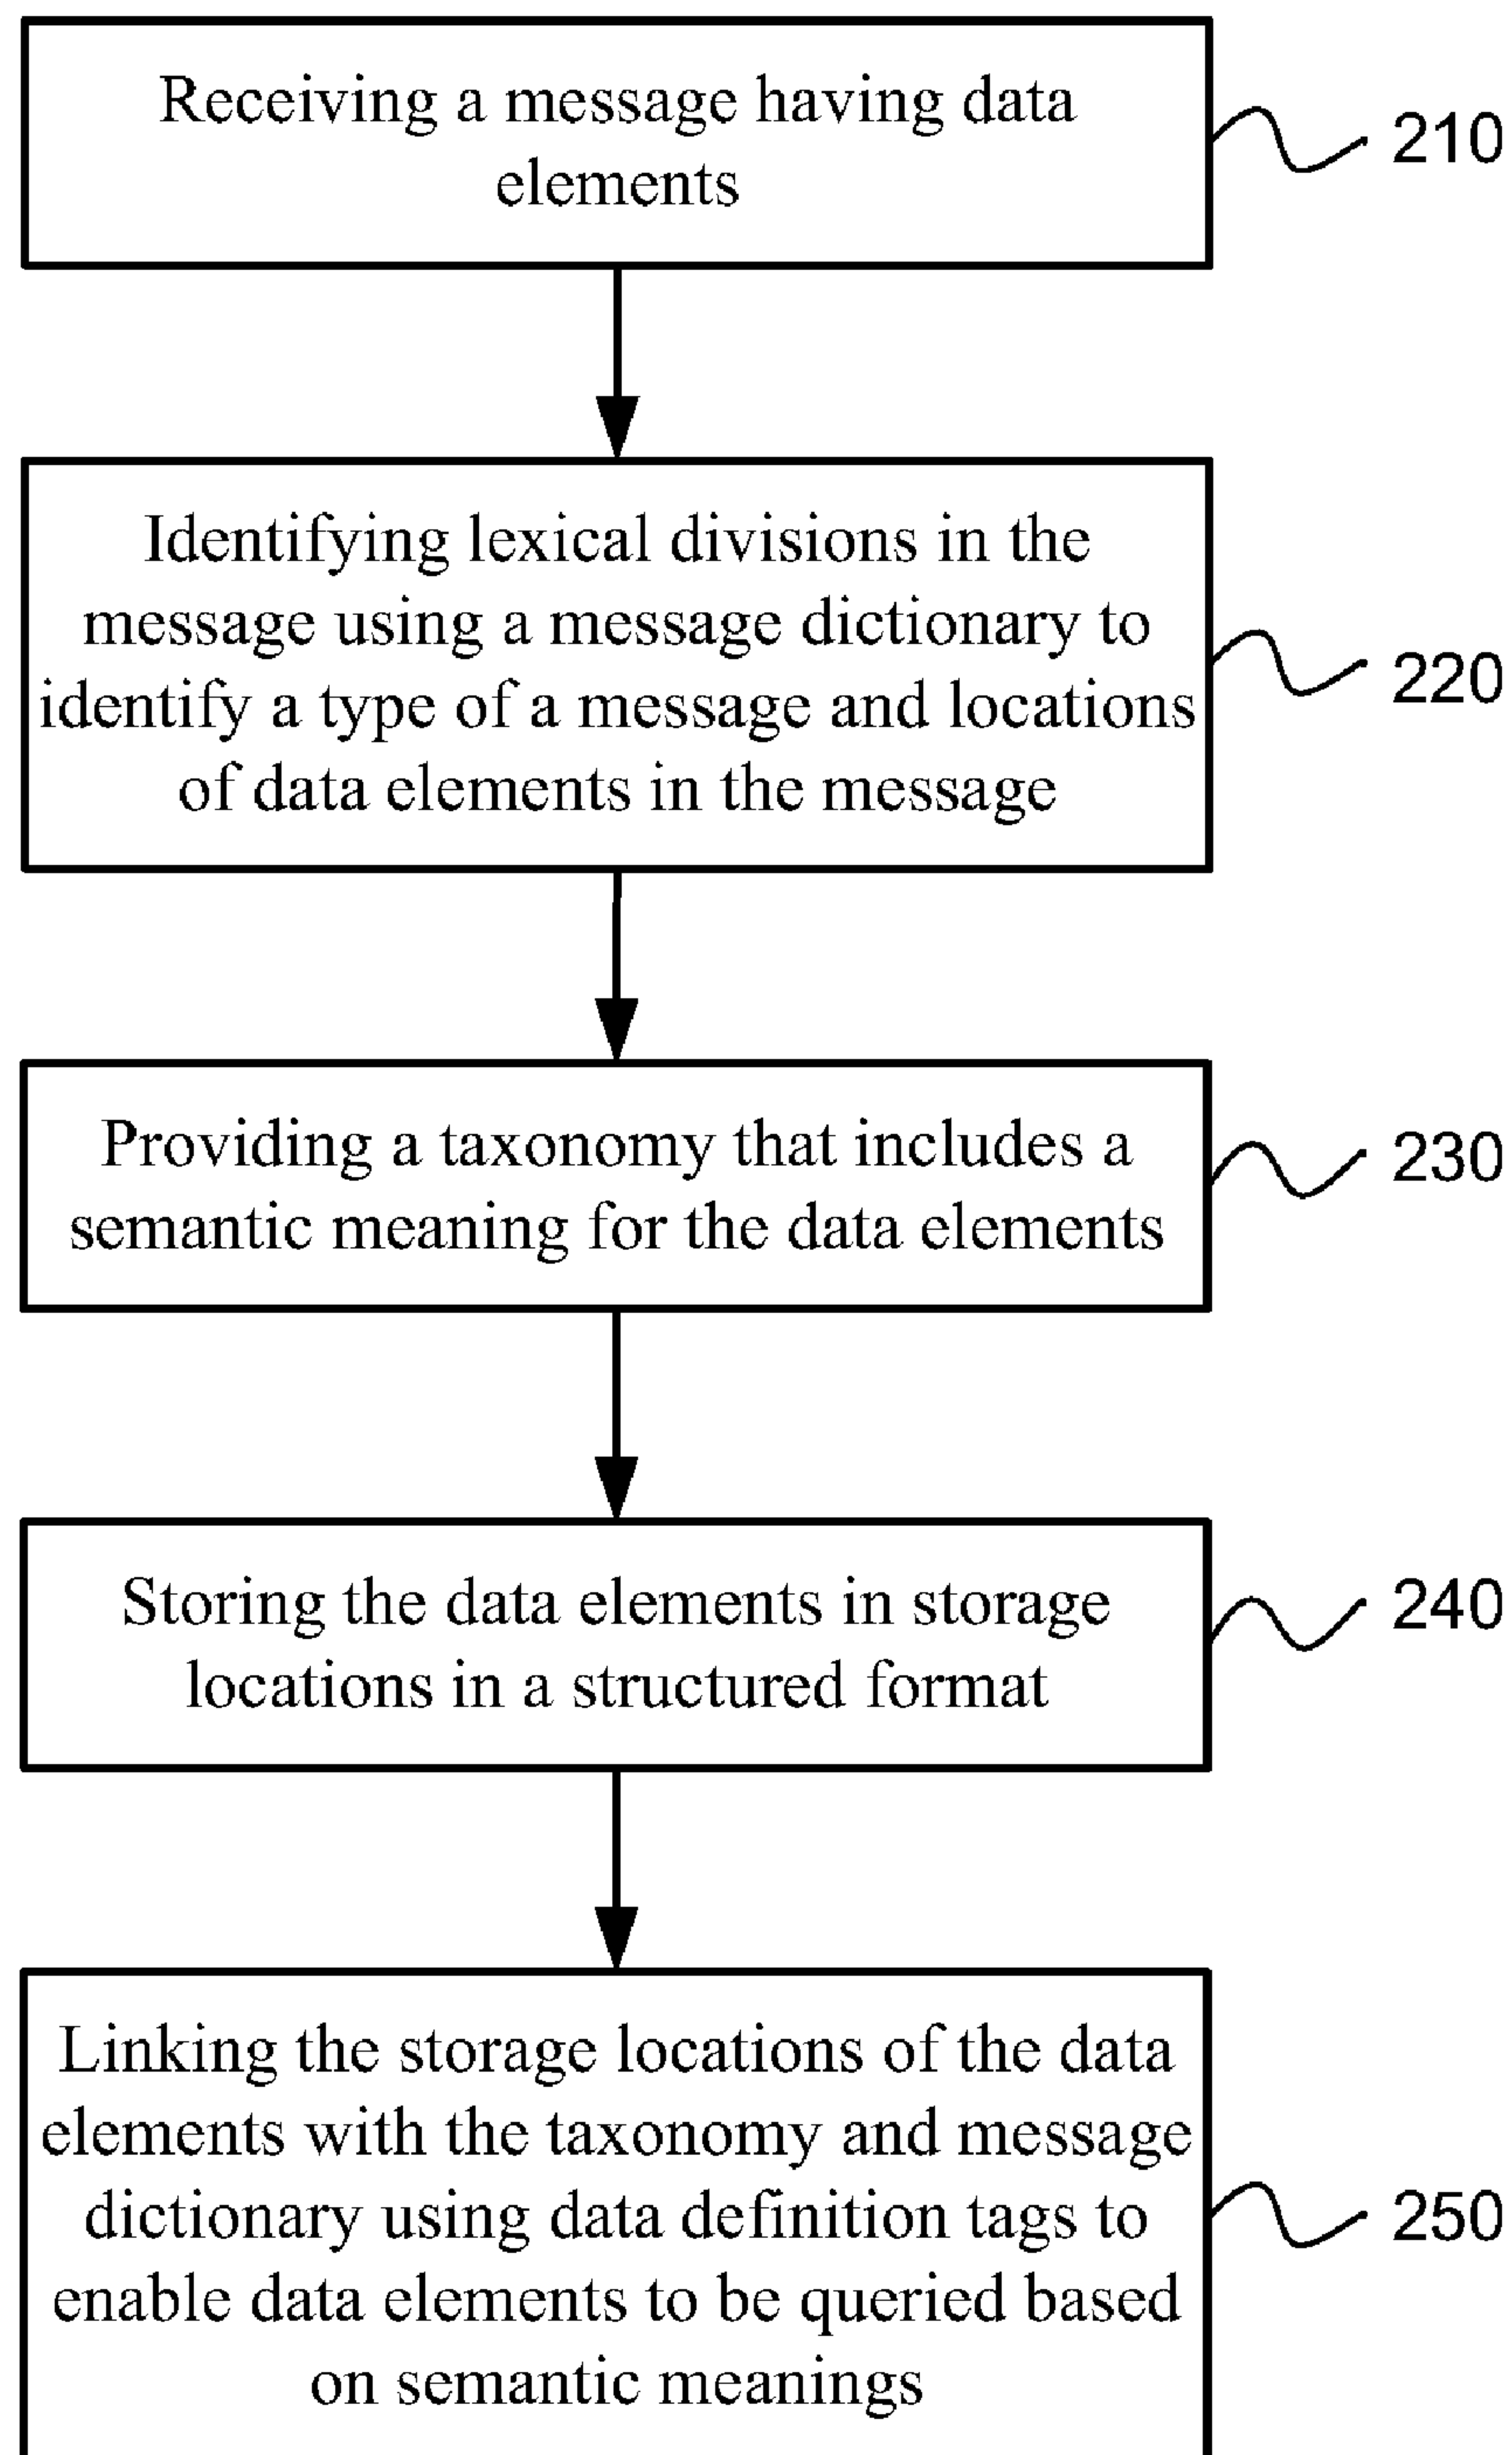 Receiving a message having data
elements
210
Identifying lexical divisions in the
message using a message dictionary to
identify a type of a message and locations
of data elements in the message
220
Providing a taxonomy that includes a
semantic meaning for the data elements
230
Storing the data elements in storage
locations in a structured format
240
Linking the storage locations of the data
elements with the taxonomy and message
dictionary using data definition tags to
enable data elements to be queried based
on semantic meanings
250